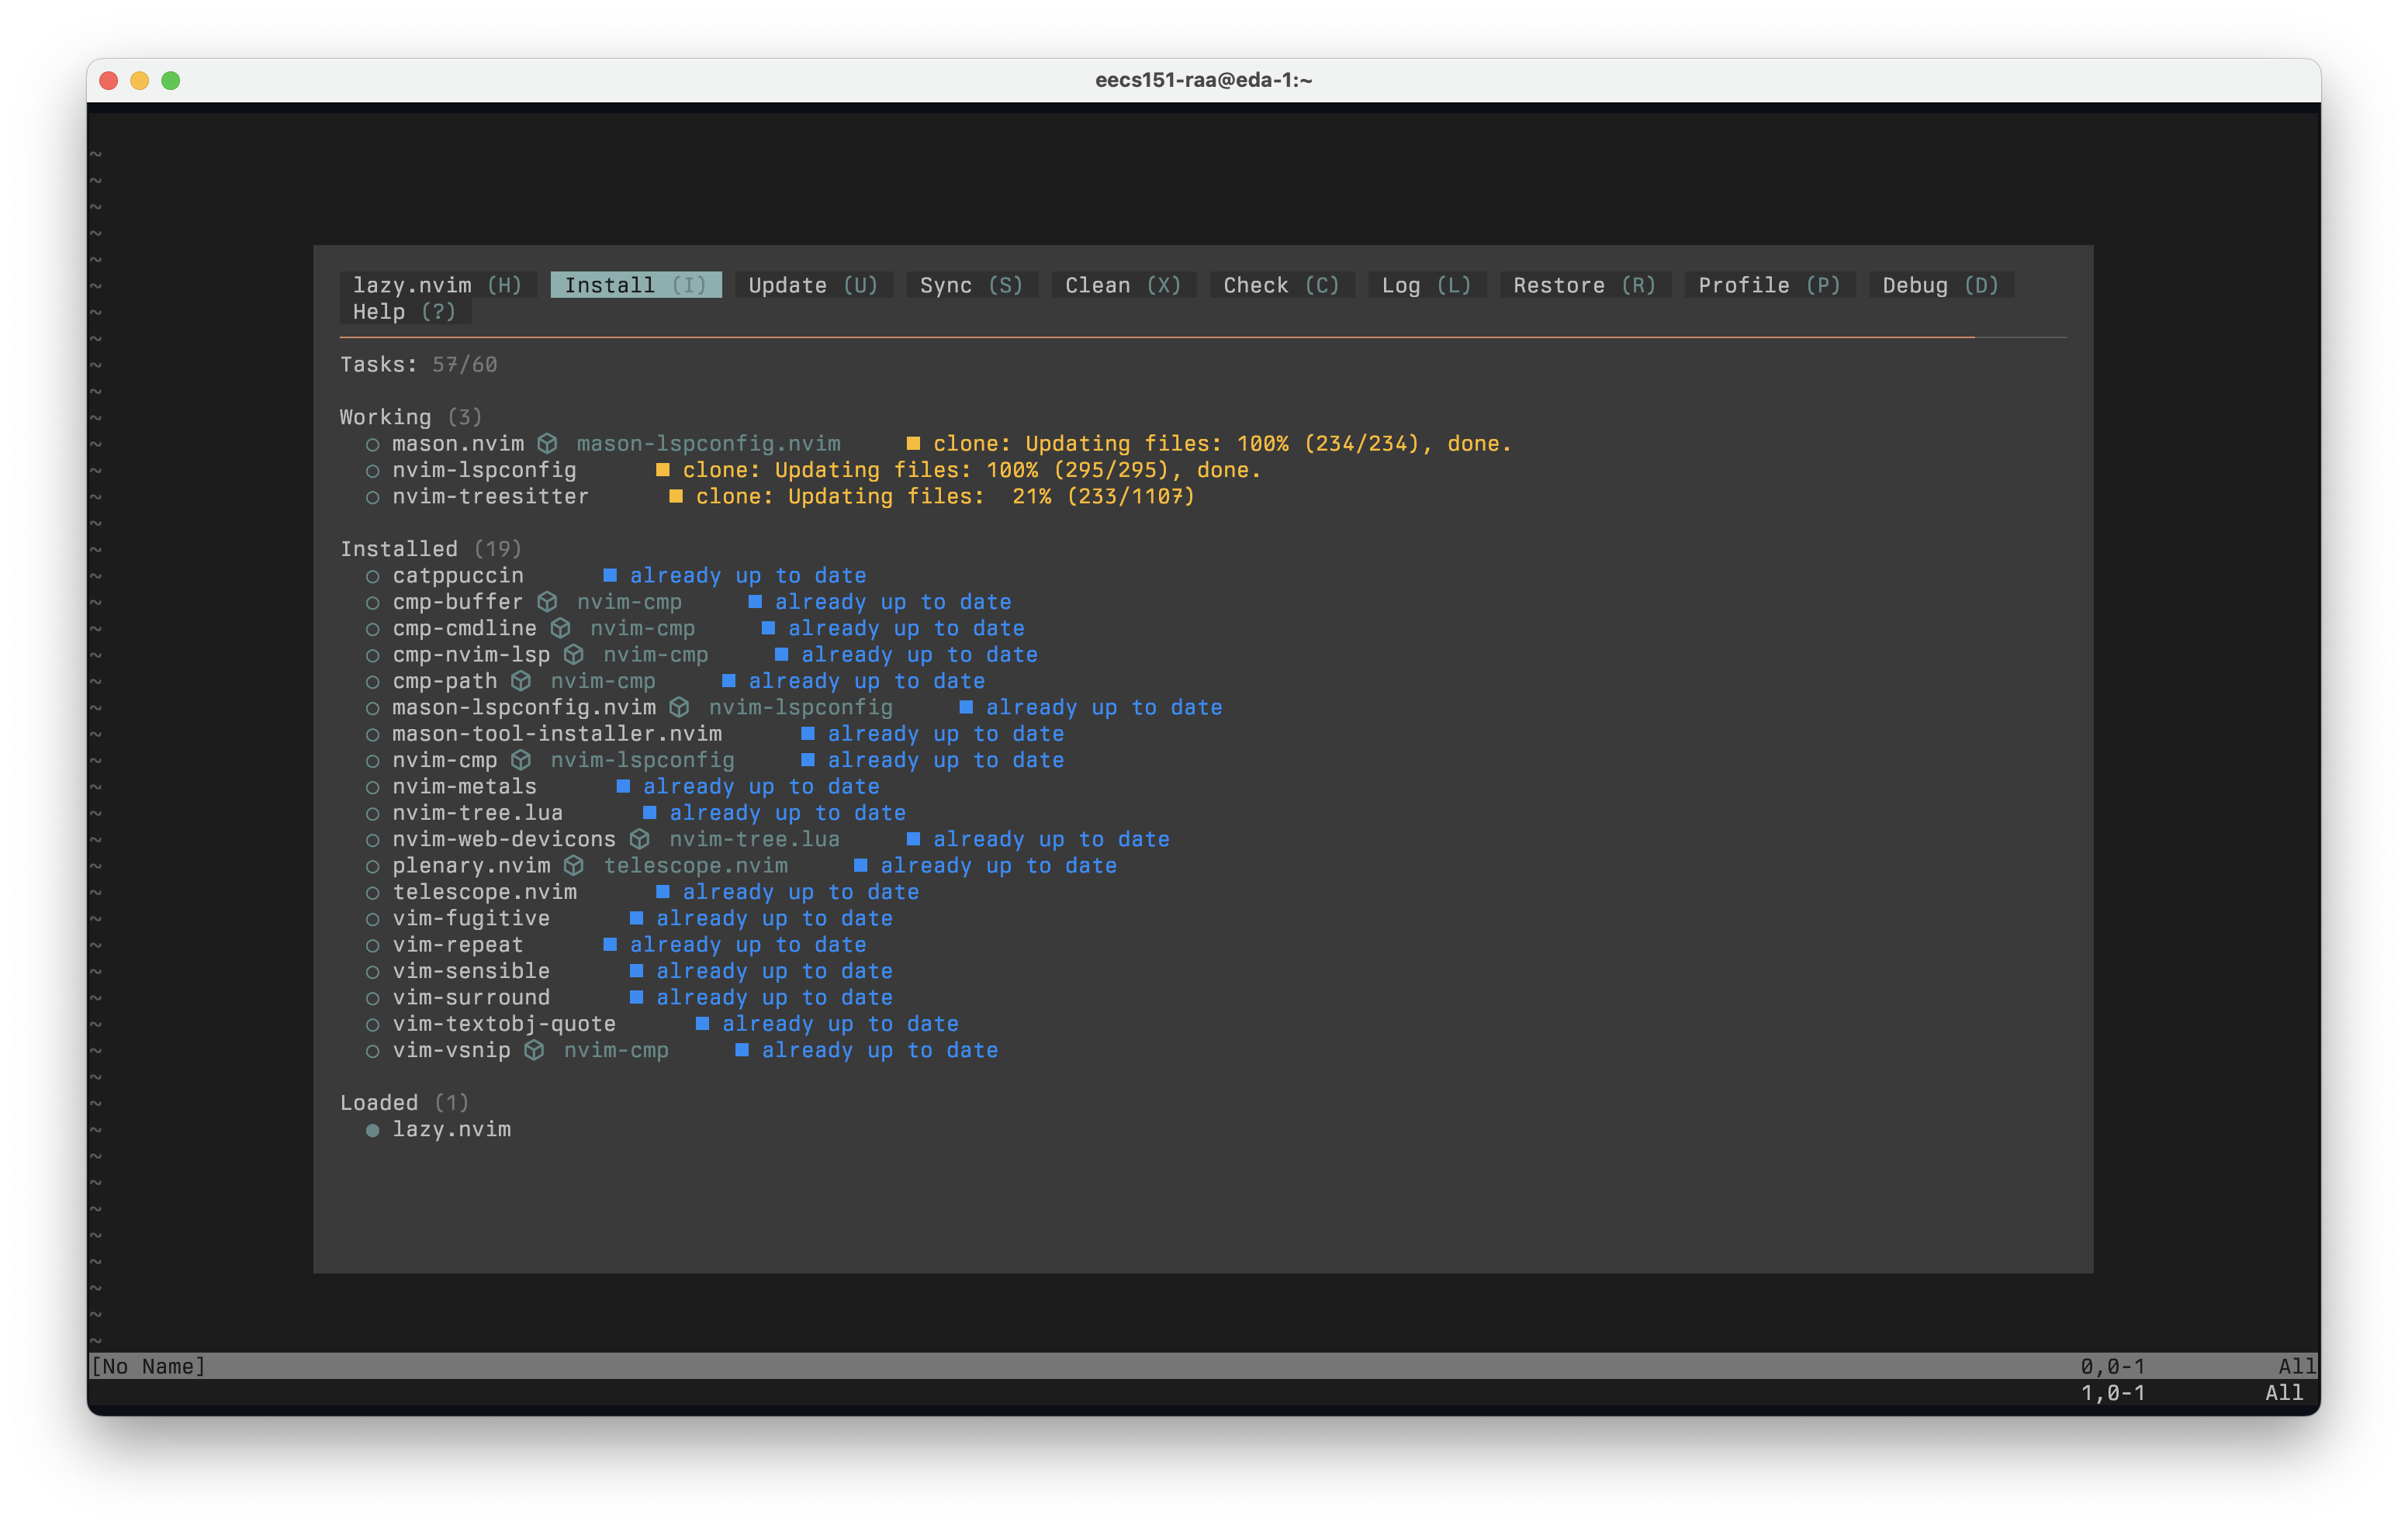 eecs151-raa@eda-1:~
~
~
~
~
~
lazy.nvim (H) Install (I) Update (U) Sync (S) Clean (X) Check (C) Log (L) Restore (R) Profile (P) Debug (D)
Help (?)
Tasks: 57/60
Working (3)
○ mason.nvim mason-lspconfig.nvim ■ clone: Updating files: 100% (234/234), done.
○ nvim-lspconfig ■ clone: Updating files: 100% (295/295), done.
○ nvim-treesitter ■ clone: Updating files: 21% (233/1107)
Installed (19)
○ catppuccin ■ already up to date
○ cmp-buffer nvim-cmp ■ already up to date
○ cmp-cmdline nvim-cmp ■ already up to date
○ cmp-nvim-lsp nvim-cmp ■ already up to date
○ cmp-path nvim-cmp ■ already up to date
○ mason-lspconfig.nvim nvim-lspconfig ■ already up to date
○ mason-tool-installer.nvim ■ already up to date
○ nvim-cmp nvim-lspconfig ■ already up to date
○ nvim-metals ■ already up to date
○ nvim-tree.lua ■ already up to date
○ nvim-web-devicons nvim-tree.lua ■ already up to date
○ plenary.nvim telescope.nvim ■ already up to date
○ telescope.nvim ■ already up to date
○ vim-fugitive ■ already up to date
○ vim-repeat ■ already up to date
○ vim-sensible ■ already up to date
○ vim-surround ■ already up to date
○ vim-textobj-quote ■ already up to date
○ vim-vsnip nvim-cmp ■ already up to date
Loaded (1)
● lazy.nvim
[No Name] 0,0-1 All
1,0-1 All